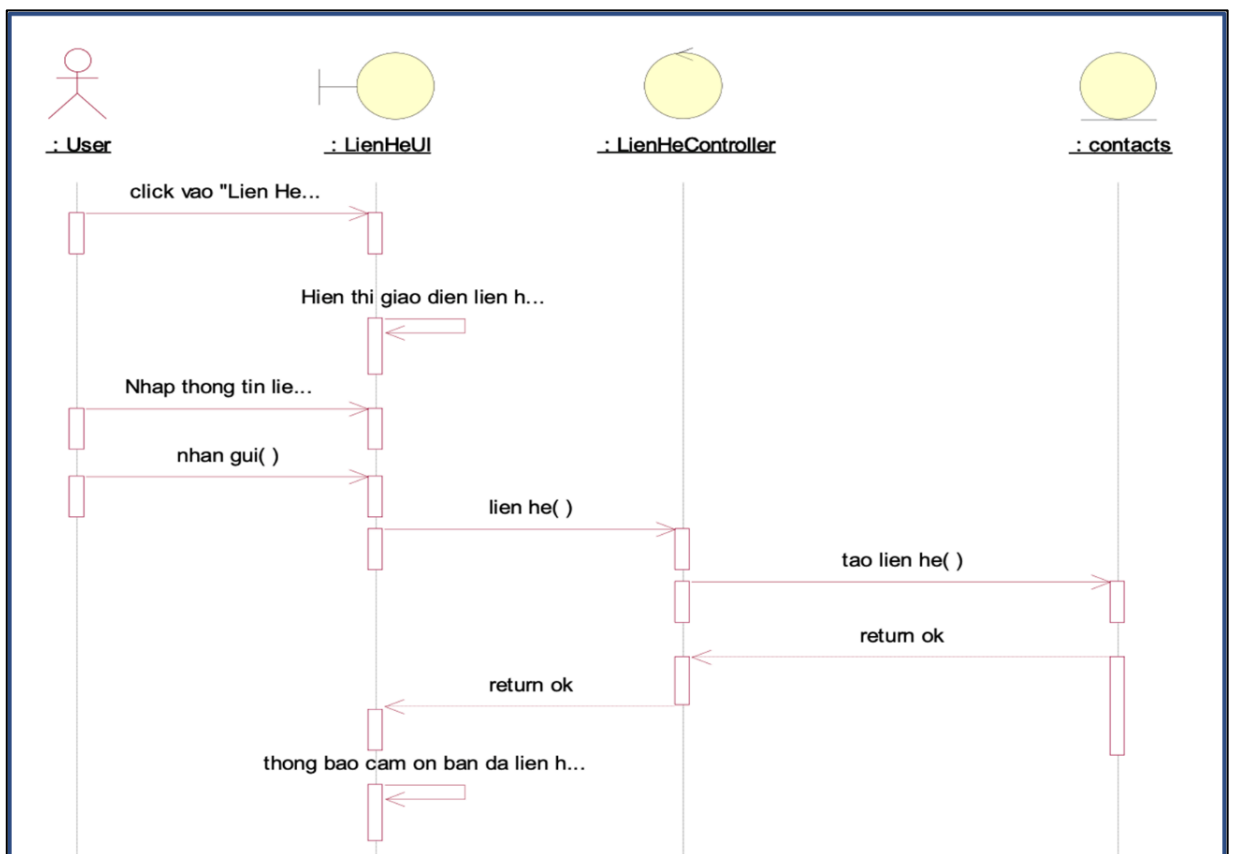 : User
: LienHeUI
: LienHeController
: contacts
click vao "Lien He...
Hien thi giao dien lien h...
Nhap thong tin lie...
nhan gui( )
lien he( )
tao lien he( )
return ok
return ok
thong bao cam on ban da lien h...